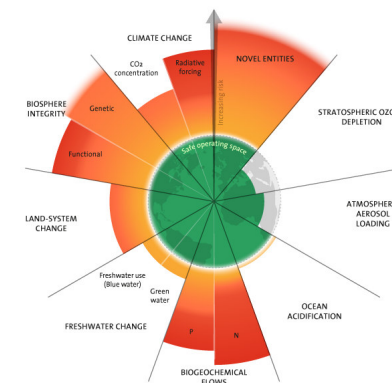 CLIMATE CHANGE
CO2
concentration
Radiative
forcing
NOVEL ENTITIES
Increasing risk
BIOSPHERE
INTEGRITY
Genetic
Functional
STRATOSPHERIC OZO
DEPLETION
Safe operating space
LAND-SYSTEM
CHANGE
ATMOSPHER
AEROSOL
LOADING
Freshwater use
(Blue water)
Green
water
FRESHWATER CHANGE
P
N
OCEAN
ACIDIFICATION
BIOGEOCHEMICAL
FLOWS